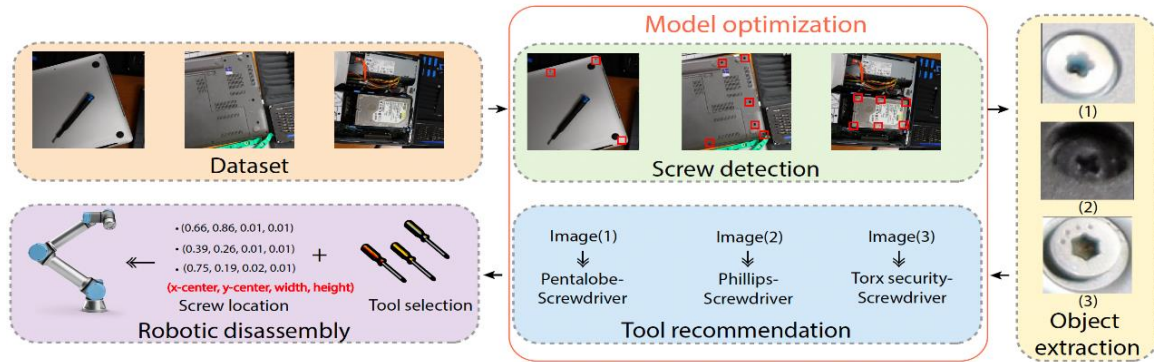 Model optimization
Dataset
Screw detection
(1)
(2)
(3)
Object
extraction
Image(1)
Pentalobe-
Screwdriver
Image(2)
Phillips-
Screwdriver
Image(3)
Torx security-
Screwdriver
Tool recommendation
• (0.66, 0.86, 0.01, 0.01)
• (0.39, 0.26, 0.01, 0.01)
• (0.75, 0.19, 0.02, 0.01)
(x-center, y-center, width, height)
Screw location
+
Tool selection
Robotic disassembly